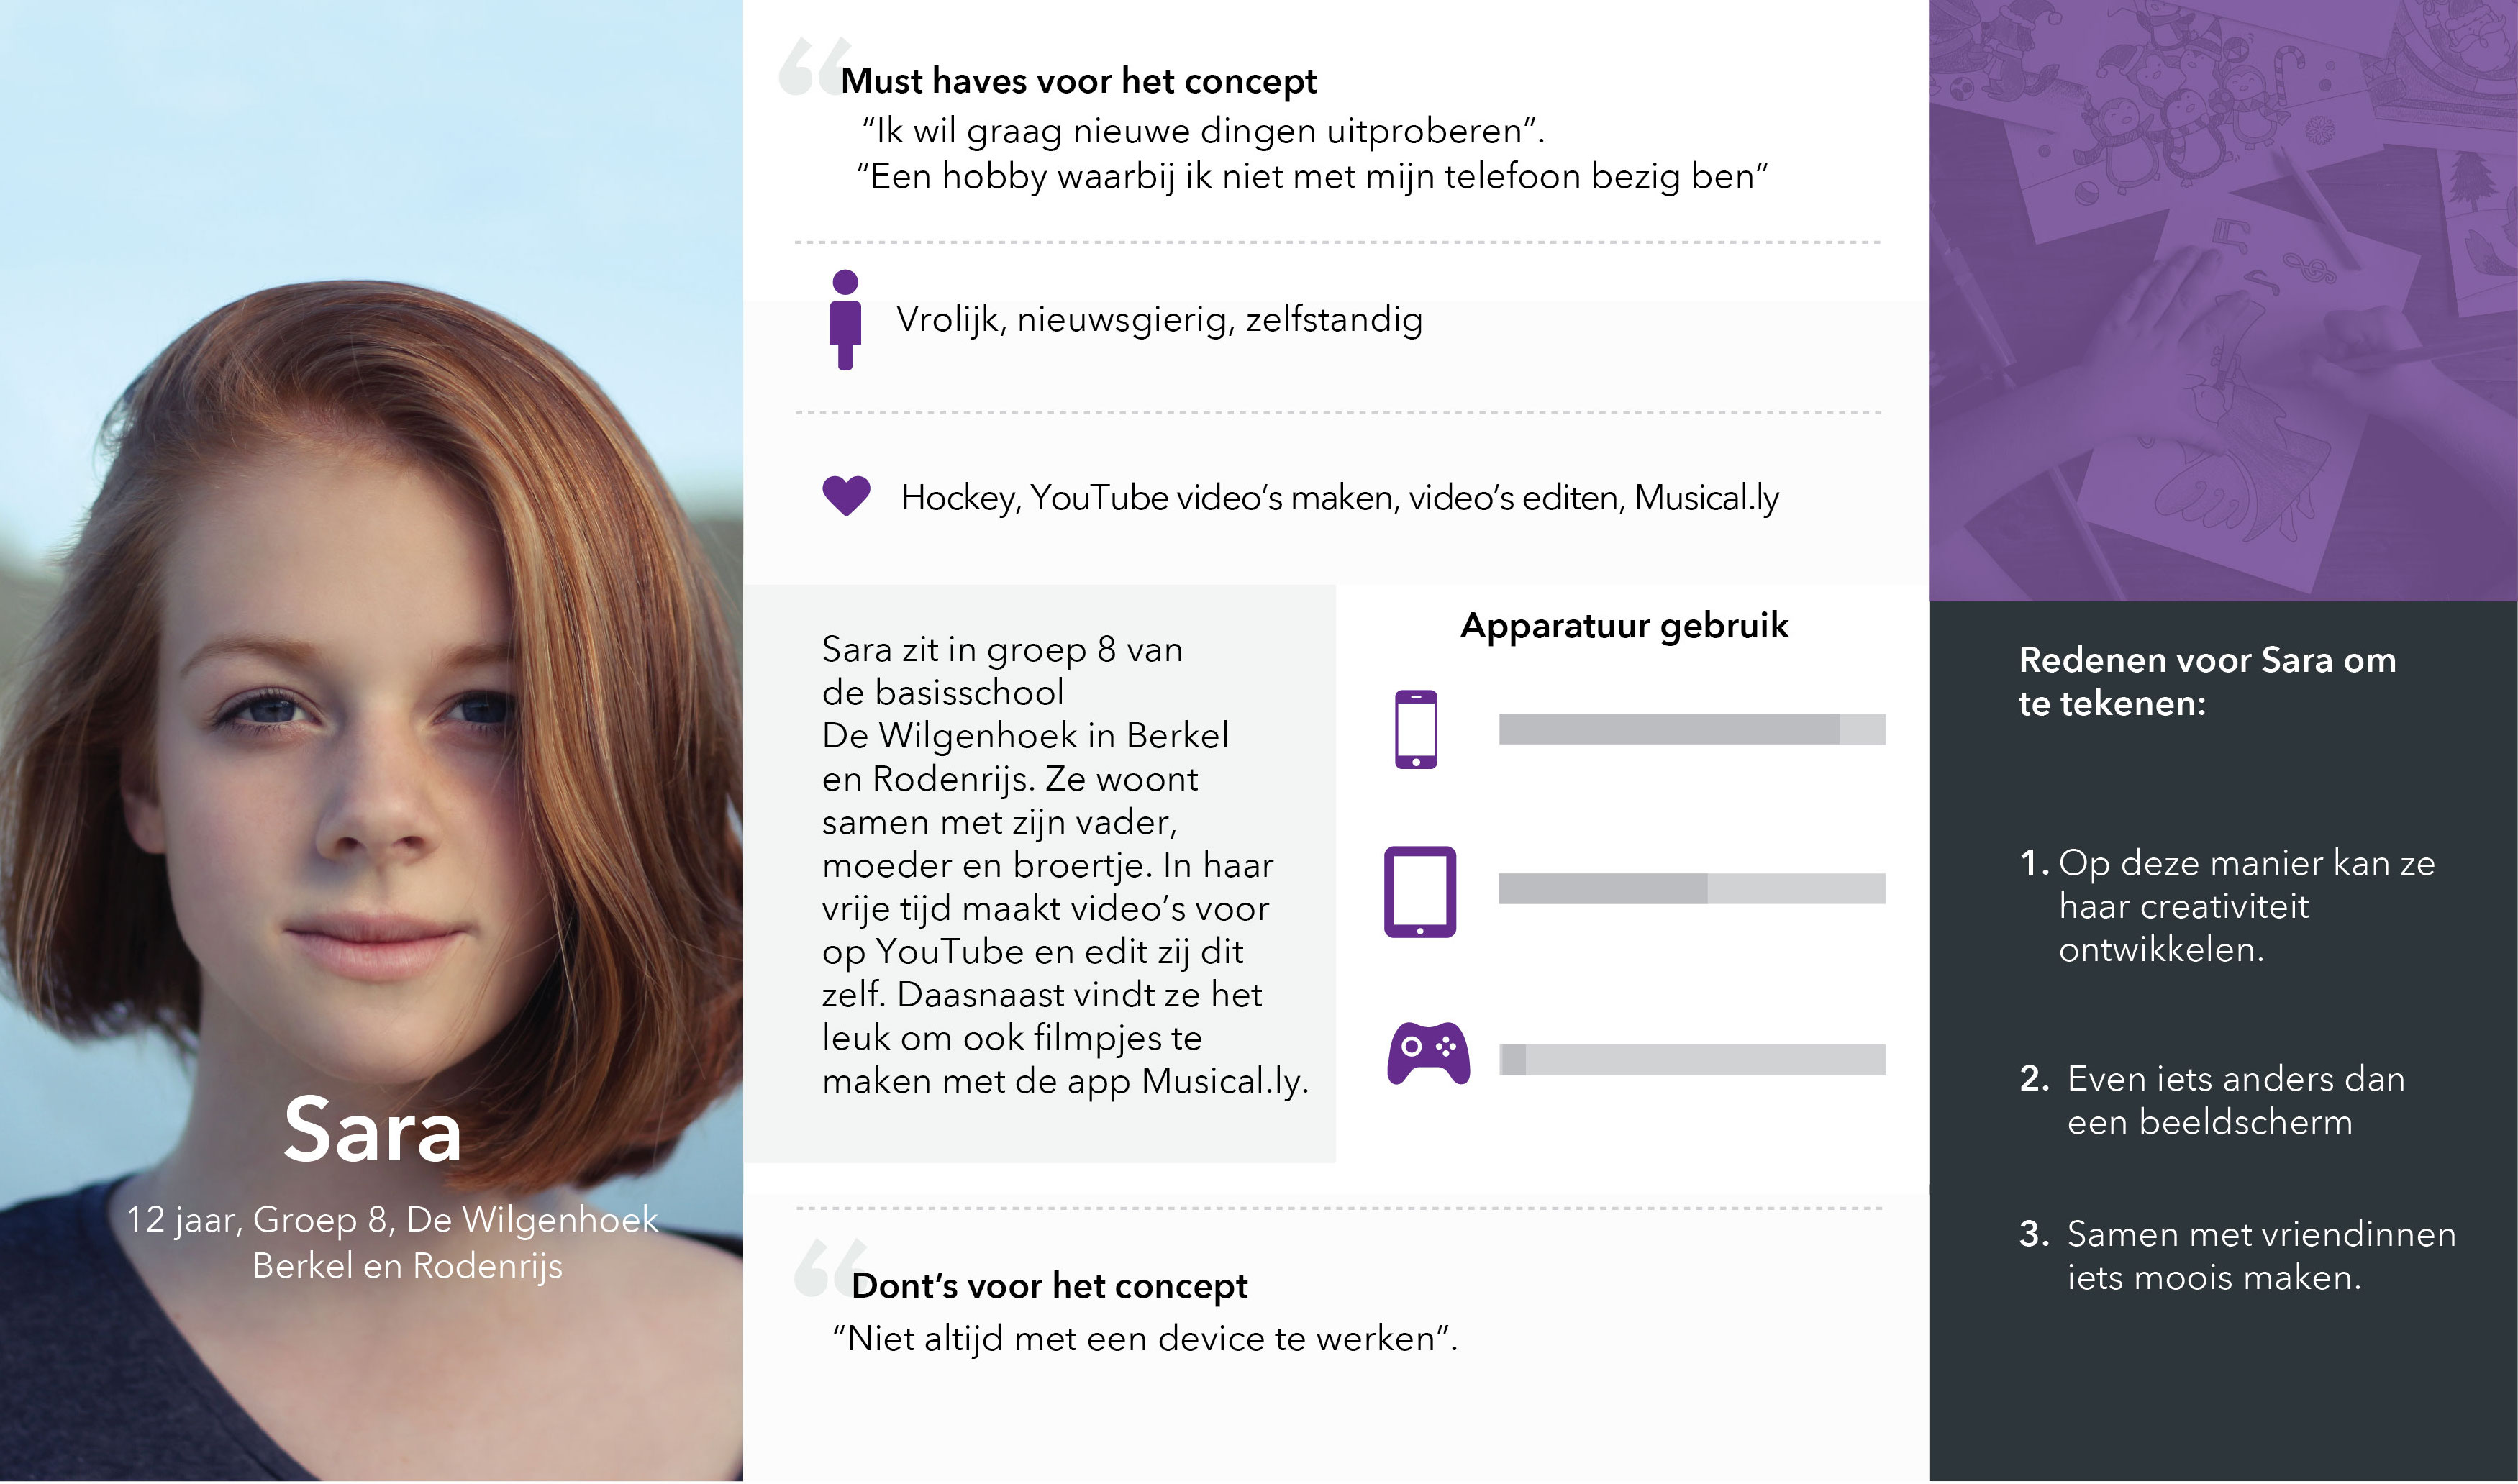 Sara
12 jaar, Groep 8, De Wilgenhoek
Berkel en Rodenrijs
Must haves voor het concept
“Ik wil graag nieuwe dingen uitproberen”.
“Een hobby waarbij ik niet met mijn telefoon bezig ben”
Vrolijk, nieuwsgierig, zelfstandig
Hockey, YouTube video’s maken, video’s editen, Musical.ly
Sara zit in groep 8 van
de basisschool
De Wilgenhoek in Berkel
en Rodenrijs. Ze woont
samen met zijn vader,
moeder en broertje. In haar
vrije tijd maakt video’s voor
op YouTube en edit zij dit
zelf. Daasnaast vindt ze het
leuk om ook filmpjes te
maken met de app Musical.ly.
Apparatuur gebruik
Dont’s voor het concept
“Niet altijd met een device te werken”.
Redenen voor Sara om
te tekenen:
1. Op deze manier kan ze
haar creativiteit
ontwikkelen.
2. Even iets anders dan
een beeldscherm
3. Samen met vriendinnen
iets moois maken.